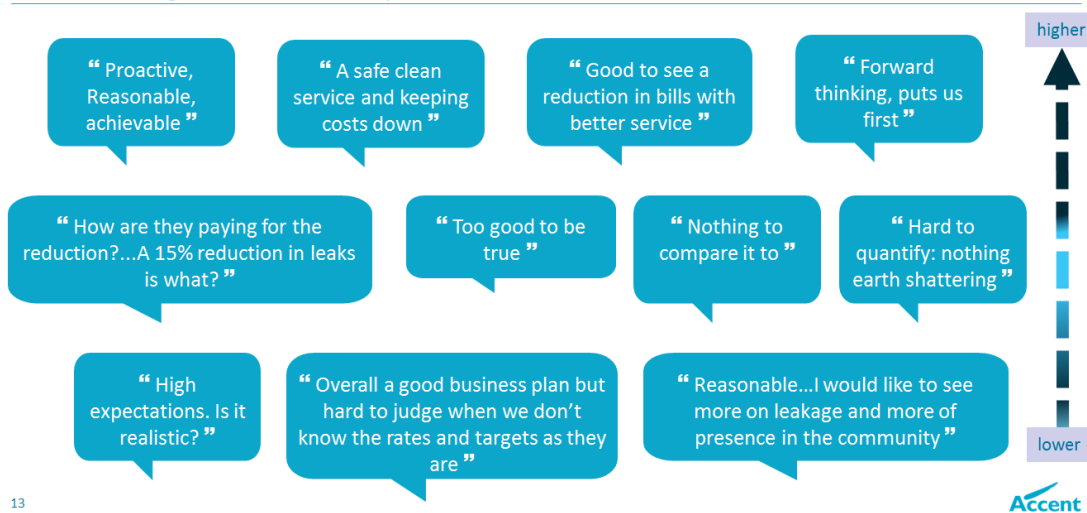 higher
“ Proactive,
Reasonable,
achievable ”
“ A safe clean
service and keeping
costs down ”
“ Good to see a
reduction in bills with
better service ”
“ Forward
thinking, puts us
first ”
“ How are they paying for the
reduction?...A 15% reduction in leaks
is what? ”
“ Too good to be
true ”
“ Nothing to
compare it to ”
“ Hard to
quantify: nothing
earth shattering ”
“ High
expectations. Is it
realistic? ”
“ Overall a good business plan but
hard to judge when we don’t
know the rates and targets as they
are ”
“ Reasonable...I would like to see
more on leakage and more of
presence in the community ”
lower
13
Accent